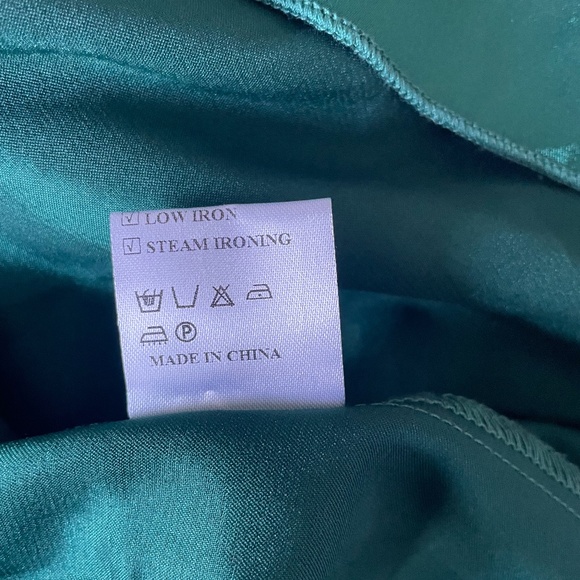 ☑ LOW IRON
☑ STEAM IRONING
P
MADE IN CHINA